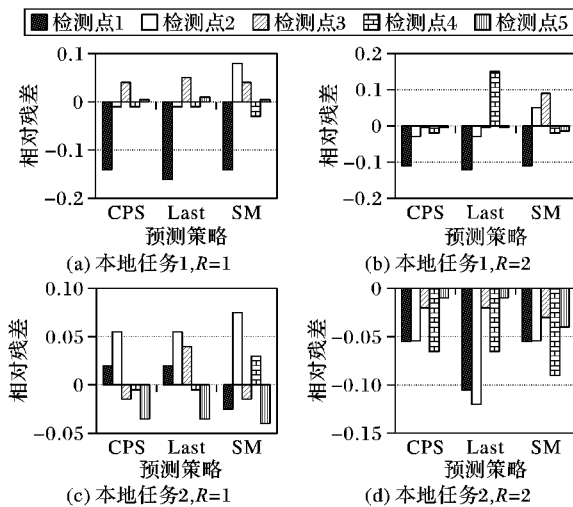 检测点1 检测点2 检测点3 检测点4 检测点5
相对残差
0.1
0
-0.1
0.2
CPS Last SM
预测策略
(a) 本地任务1,R=1
相对残差
0.2
0.1
0
-0.1
-0.2
CPS Last SM
预测策略
(b) 本地任务1,R=2
相对残差
0.10
0.05
0
-0.05
CPS Last SM
预测策略
(c) 本地任务2,R=1
相对残差
0
-0.05
-0.10
-0.15
CPS Last SM
预测策略
(d) 本地任务2,R=2